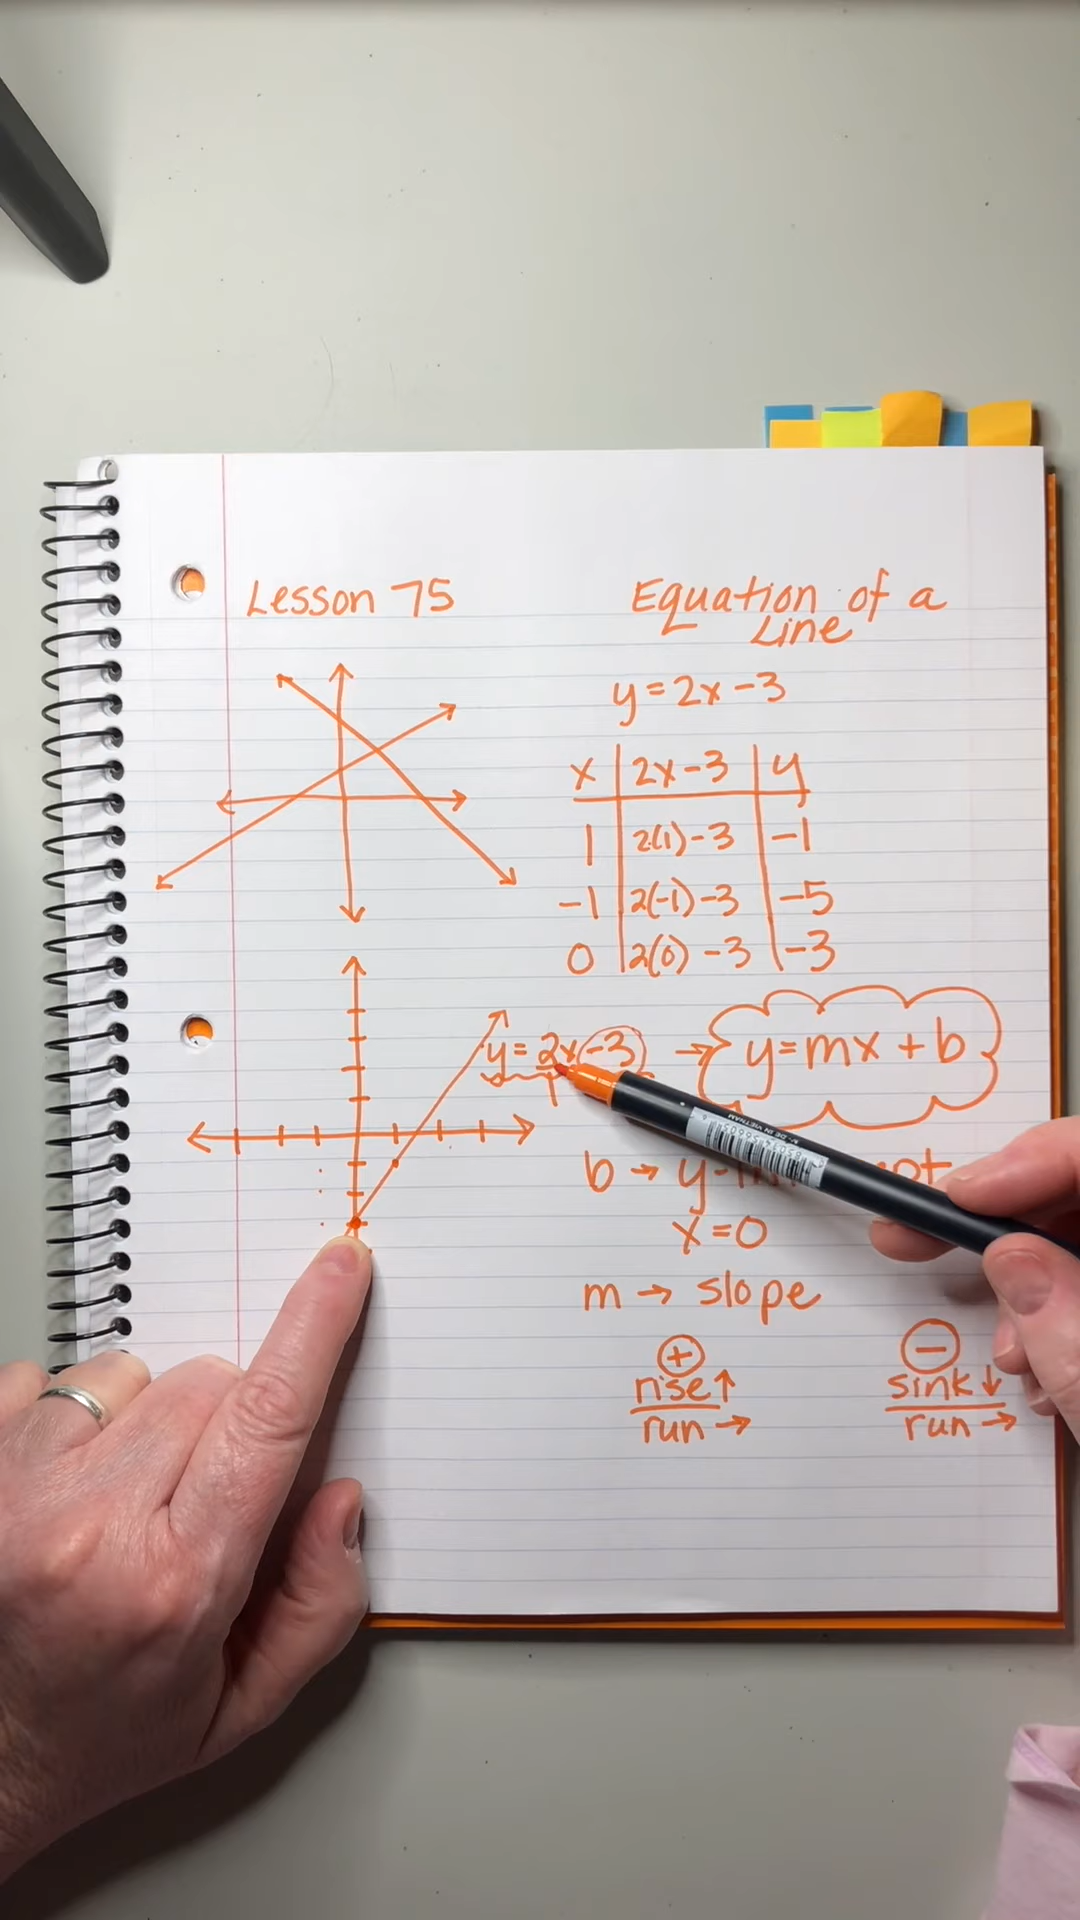 Lesson 75
Equation of a
Line
y = 2x - 3
x 2x - 3 y
1 2(1) - 3 -1
-1 2(-1) - 3 -5
0 2(0) - 3 -3
y = 2x - 3 → y = mx + b
1
b → y-
x = 0
m → slope
+ −
rise↑ sink↓
run → run →